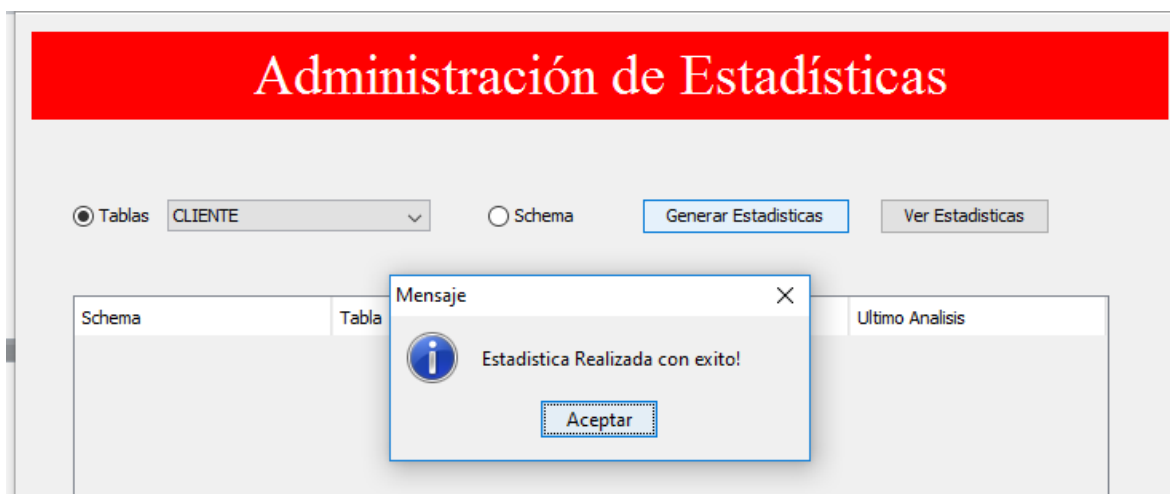 Administración de Estadísticas
Tablas CLIENTE Schema Generar Estadisticas Ver Estadisticas
Mensaje
Schema Tabla Ultimo Analisis
Estadistica Realizada con exito!
Aceptar